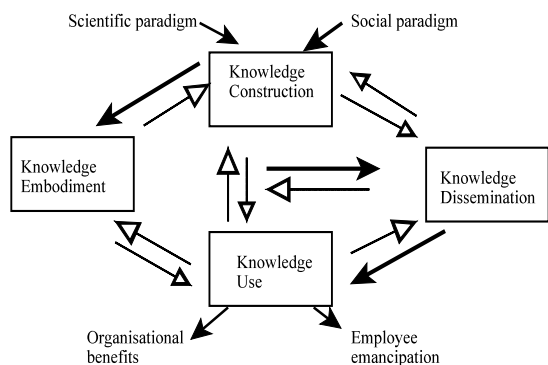 Scientific paradigm
Social paradigm
Knowledge
Construction
Knowledge
Embodiment
Knowledge
Dissemination
Knowledge
Use
Organisational
benefits
Employee
emancipation